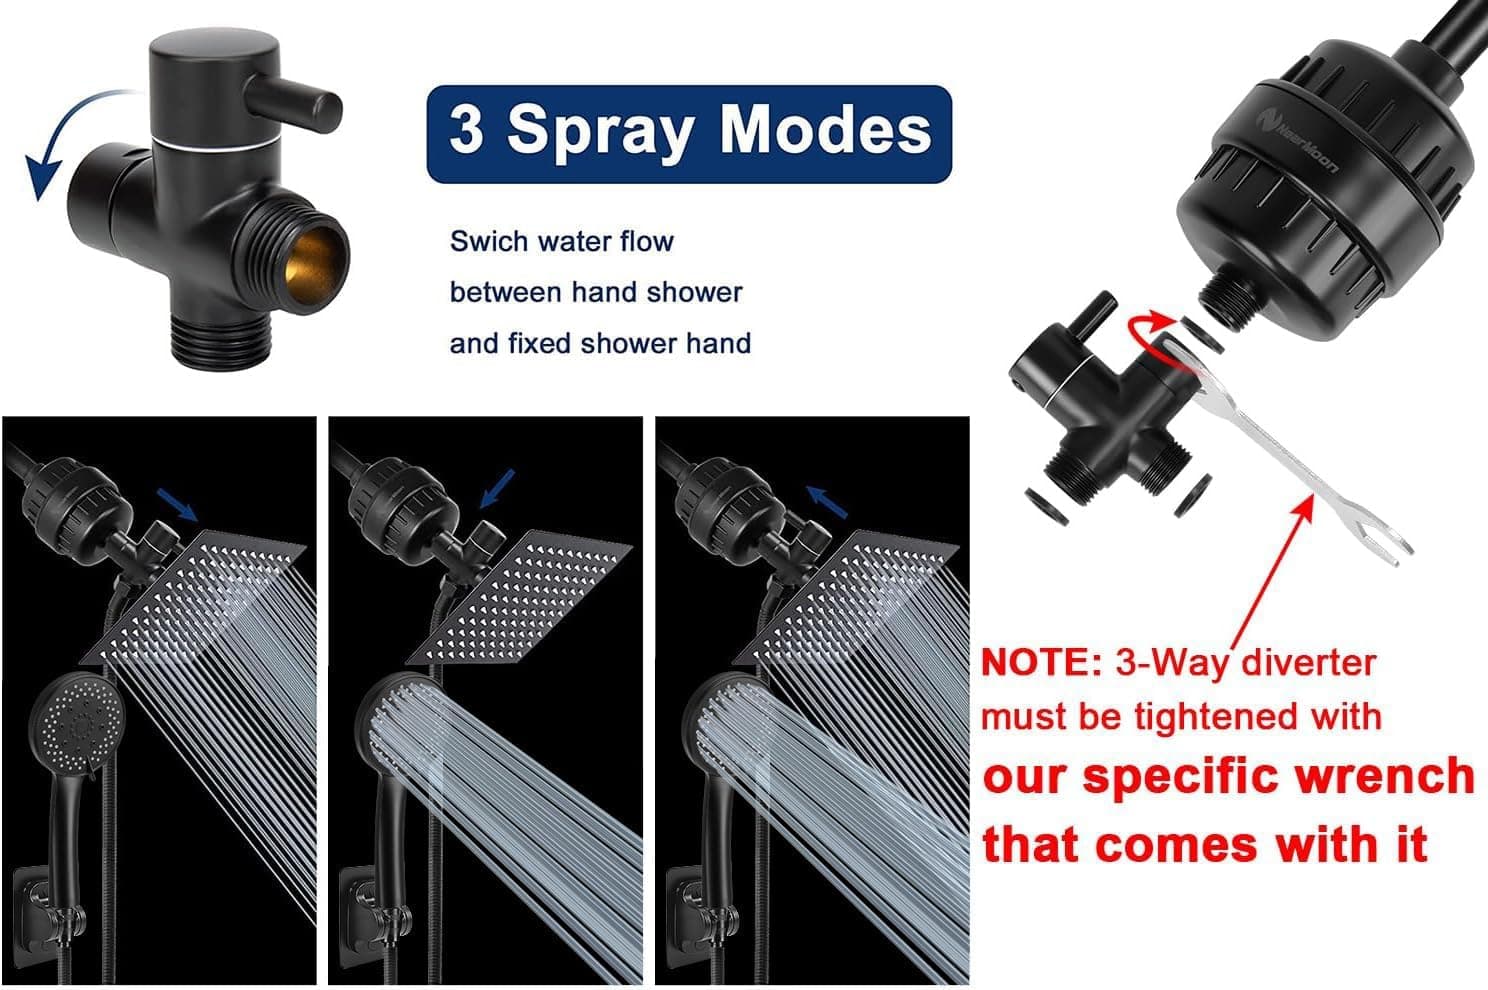 3 Spray Modes
Swich water flow
between hand shower
and fixed shower hand
NearMoon
NOTE: 3-Way diverter
must be tightened with
our specific wrench
that comes with it